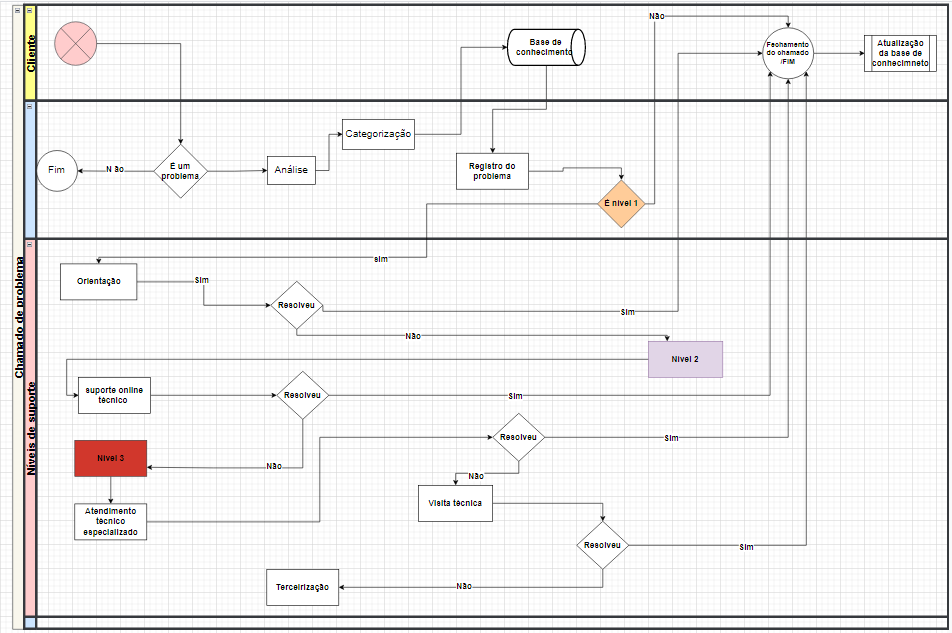 Chamado de problema
Cliente
Níveis de suporte
Base de
conhecimento
Não
Fechamento
do chamado
/FIM
Atualização
da base de
conhecimneto
Fim
N ão
É um
problema
Análise
Categorização
Registro do
problema
É nivel 1
sim
Orientação
Sim
Resolveu
Sim
Não
Nivel 2
suporte online
técnico
Resolveu
Sim
Não
Nivel 3
Atendimento
técnico
especializado
Resolveu
Sim
Não
Visita técnica
Resolveu
Sim
Não
Terceirização